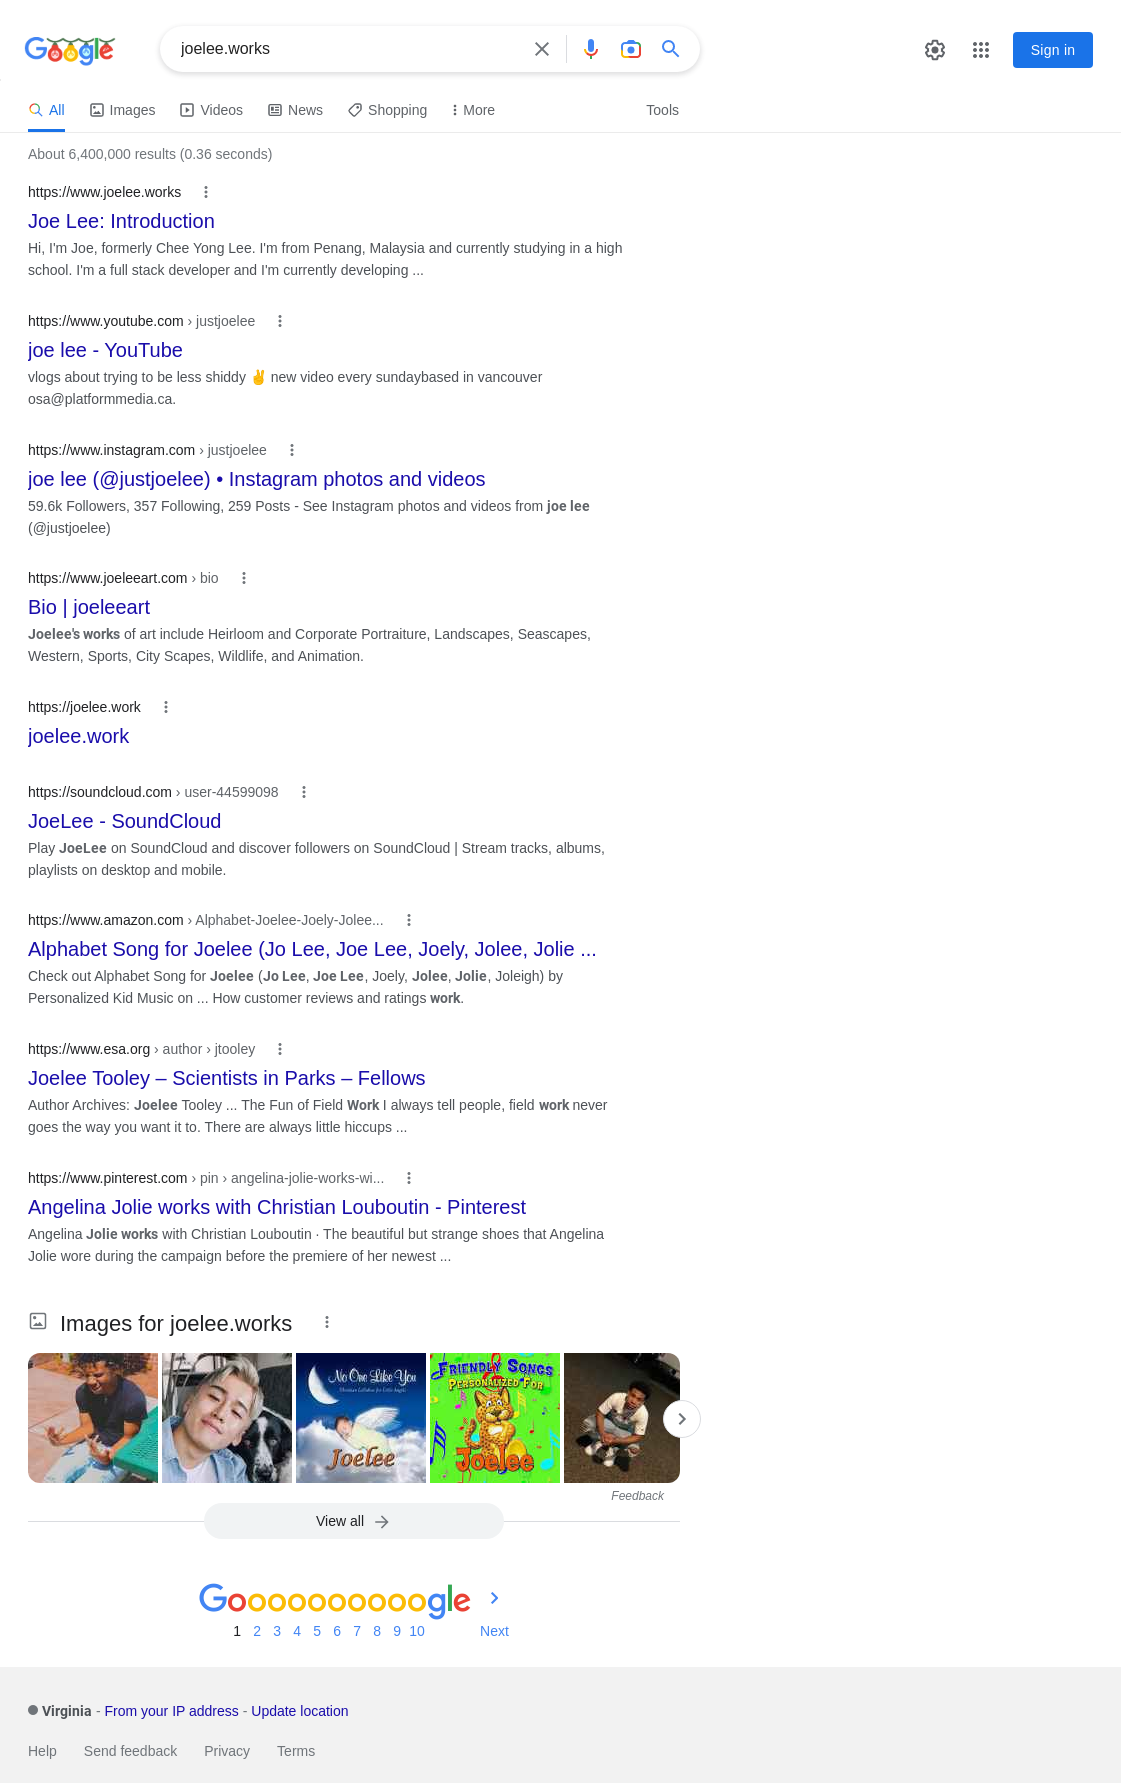 Google
joelee.works
Sign in
All
Images
Videos
News
Shopping
More
Tools
About 6,400,000 results (0.36 seconds)
https://www.joelee.works
Joe Lee: Introduction
Hi, I'm Joe, formerly Chee Yong Lee. I'm from Penang, Malaysia and currently studying in a high
school. I'm a full stack developer and I'm currently developing ...
https://www.youtube.com › justjoelee
joe lee - YouTube
vlogs about trying to be less shiddy ✌️ new video every sundaybased in vancouver
osa@platformmedia.ca.
https://www.instagram.com › justjoelee
joe lee (@justjoelee) • Instagram photos and videos
59.6k Followers, 357 Following, 259 Posts - See Instagram photos and videos from joe lee
(@justjoelee)
https://www.joeleeart.com › bio
Bio | joeleeart
Joelee's works of art include Heirloom and Corporate Portraiture, Landscapes, Seascapes,
Western, Sports, City Scapes, Wildlife, and Animation.
https://joelee.work
joelee.work
https://soundcloud.com › user-44599098
JoeLee - SoundCloud
Play JoeLee on SoundCloud and discover followers on SoundCloud | Stream tracks, albums,
playlists on desktop and mobile.
https://www.amazon.com › Alphabet-Joelee-Joely-Jolee...
Alphabet Song for Joelee (Jo Lee, Joe Lee, Joely, Jolee, Jolie ...
Check out Alphabet Song for Joelee (Jo Lee, Joe Lee, Joely, Jolee, Jolie, Joleigh) by
Personalized Kid Music on ... How customer reviews and ratings work.
https://www.esa.org › author › jtooley
Joelee Tooley – Scientists in Parks – Fellows
Author Archives: Joelee Tooley ... The Fun of Field Work I always tell people, field work never
goes the way you want it to. There are always little hiccups ...
https://www.pinterest.com › pin › angelina-jolie-works-wi...
Angelina Jolie works with Christian Louboutin - Pinterest
Angelina Jolie works with Christian Louboutin · The beautiful but strange shoes that Angelina
Jolie wore during the campaign before the premiere of her newest ...
Images for joelee.works
No One Like You
Christian Lullabies for Little Angels
Joelee
FRIENDLY SONGS
PERSONALIZED FOR
Joelee
Feedback
View all
Goooooooooogle
1 2 3 4 5 6 7 8 9 10 Next
Virginia - From your IP address - Update location
Help Send feedback Privacy Terms